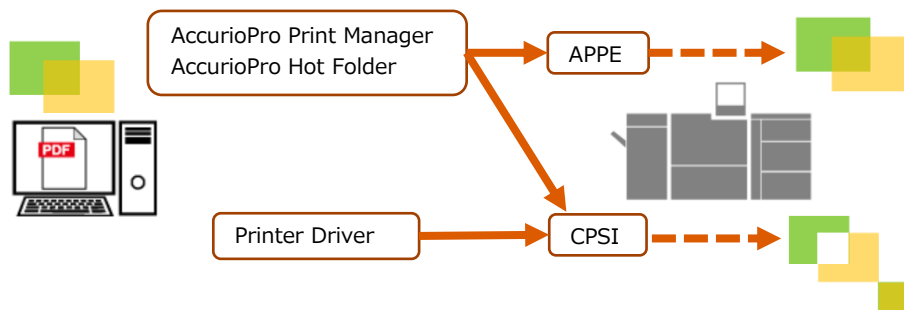 AccurioPro Print Manager
AccurioPro Hot Folder
APPE
PDF
Printer Driver
CPSI